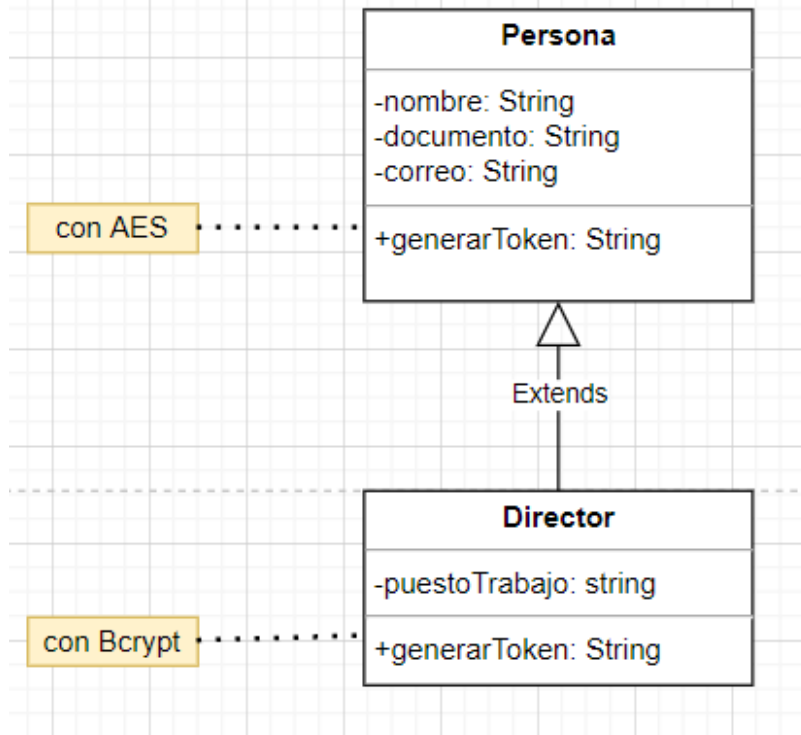 Persona
-nombre: String
-documento: String
-correo: String
con AES
+generarToken: String
Extends
Director
-puestoTrabajo: string
con Bcrypt
+generarToken: String